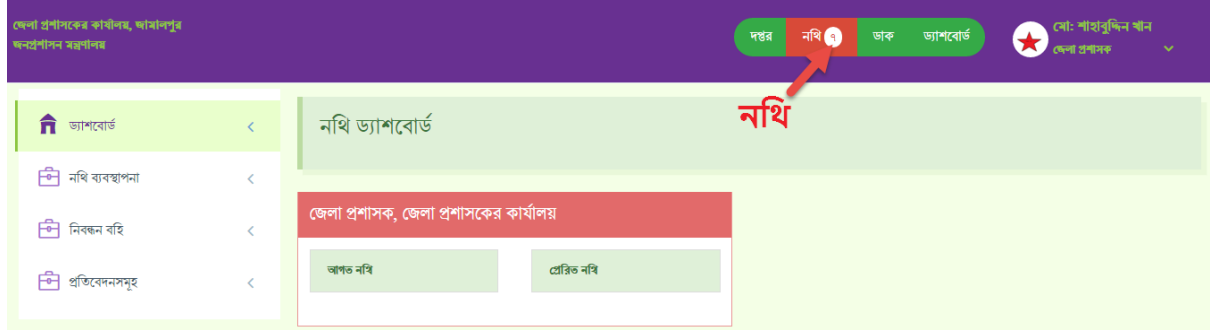 জেলা প্রশাসকের কার্যালয়, জামালপুর
জনপ্রশাসন মন্ত্রণালয়
দপ্তর নথি ৭ ডাক ড্যাশবোর্ড
মো: শাহাবুদ্দিন খান
জেলা প্রশাসক
নথি
ড্যাশবোর্ড
নথি ব্যবস্থাপনা
নিবন্ধন বহি
প্রতিবেদনসমূহ
নথি ড্যাশবোর্ড
জেলা প্রশাসক, জেলা প্রশাসকের কার্যালয়
আগত নথি প্রেরিত নথি